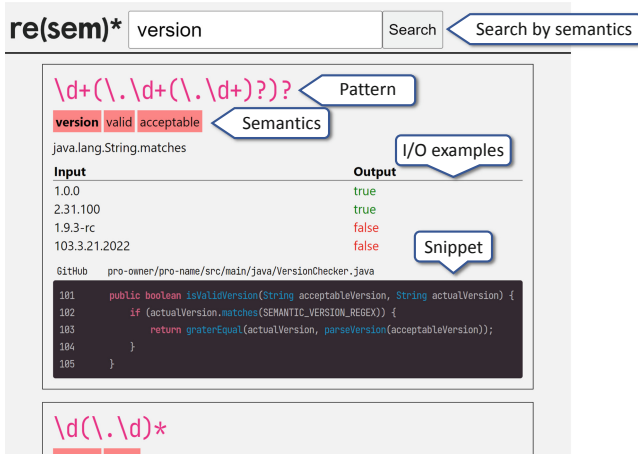 re(sem)* version Search Search by semantics
\d+(\.\d+(\.\d+)?)? Pattern
version valid acceptable Semantics
java.lang.String.matches I/O examples
Input Output
1.0.0 true
2.31.100 true
1.9.3-rc false
103.3.21.2022 false
Snippet
GitHub pro-owner/pro-name/src/main/java/VersionChecker.java
101 public boolean isValidVersion(String acceptableVersion, String actualVersion) {
102 if (actualVersion.matches(SEMANTIC_VERSION_REGEX)) {
103 return graterEqual(actualVersion, parseVersion(acceptableVersion));
104 }
105 }
\d(\.\d)*